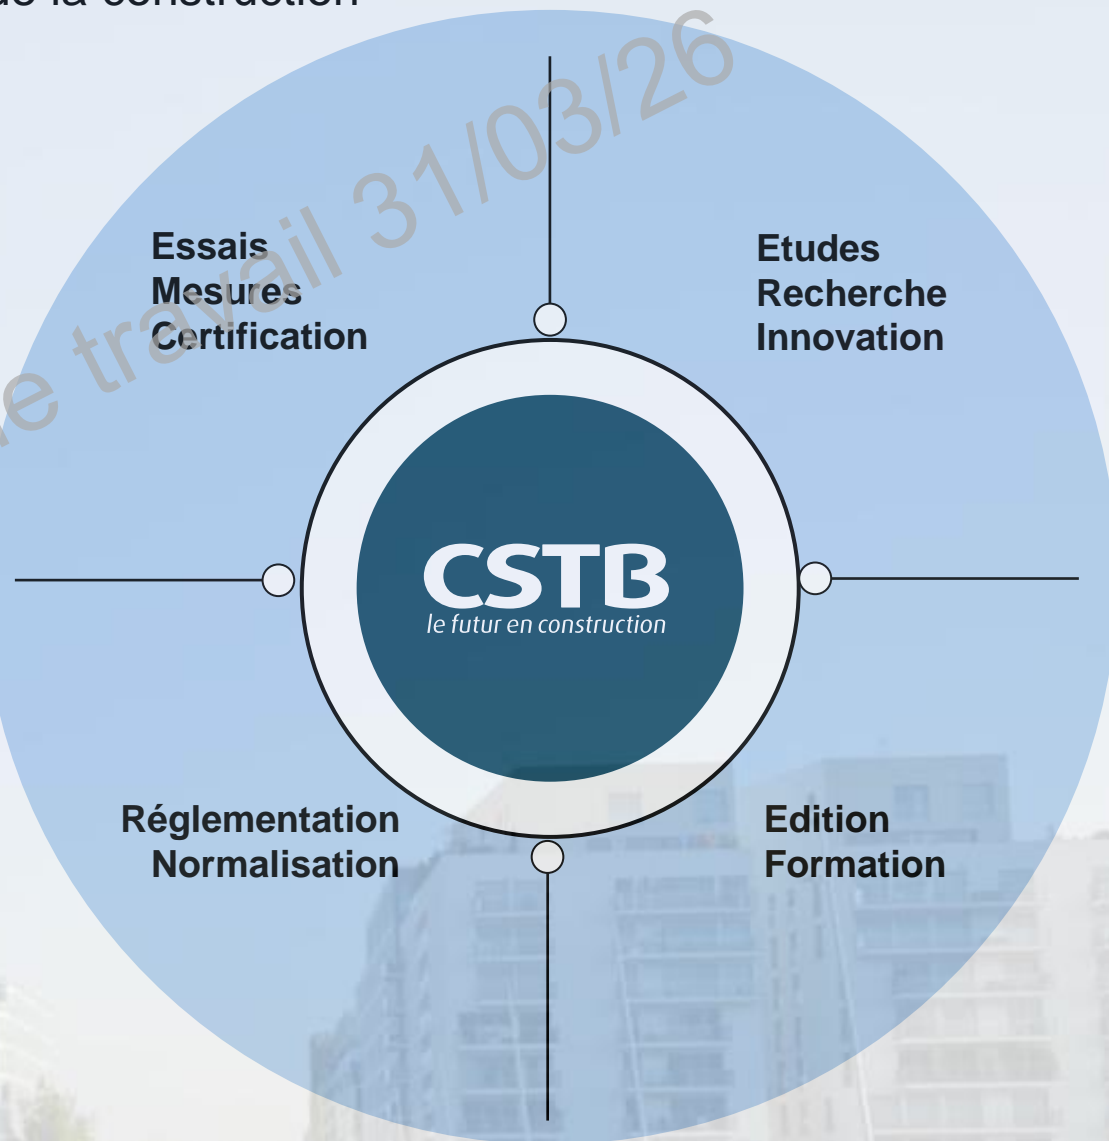 de la construction
travail 31/03/26
Essais
Mesures
Certification
Etudes
Recherche
Innovation
CSTB
le futur en construction
Réglementation
Normalisation
Edition
Formation